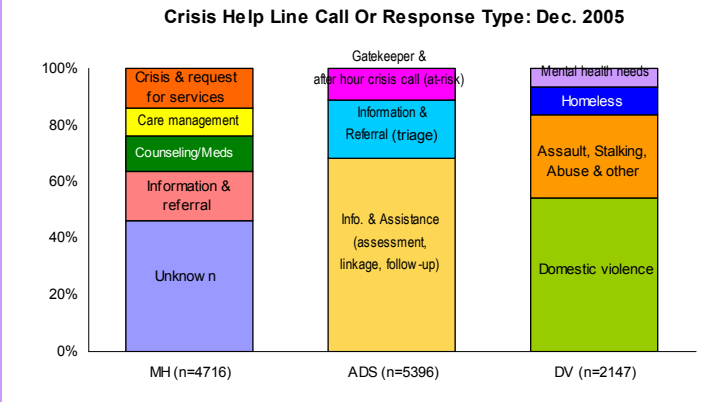 Crisis Help Line Call Or Response Type: Dec. 2005
100%
80%
60%
40%
20%
0%
Crisis & request
for services
Care management
Counseling/Meds
Information &
referral
Unknown
MH (n=4716)
Gatekeeper &
after hour crisis call (at-risk)
Information &
Referral (triage)
Info. & Assistance
(assessment,
linkage, follow-up)
ADS (n=5396)
Mental health needs
Homeless
Assault, Stalking,
Abuse & other
Domestic violence
DV (n=2147)